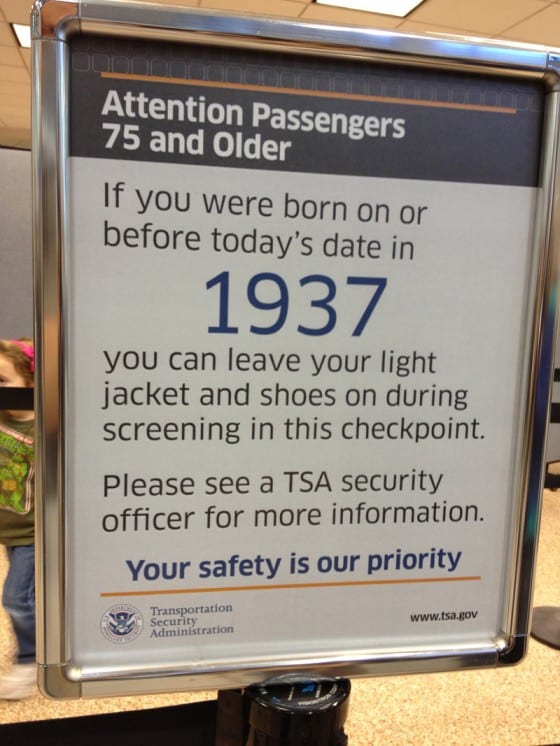 Attention Passengers
75 and Older
If you were born on or
before today's date in
1937
you can leave your light
jacket and shoes on during
screening in this checkpoint.
Please see a TSA security
officer for more information.
Your safety is our priority
Transportation
Security
Administration
www.tsa.gov